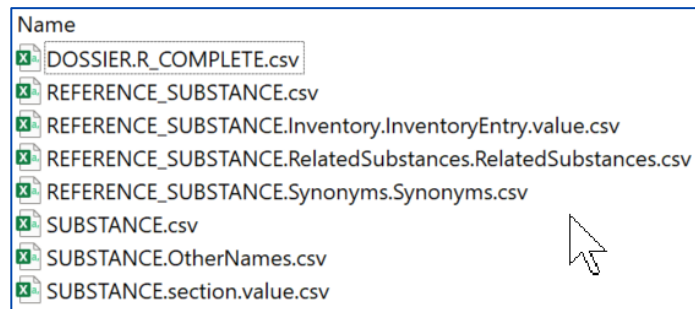 Name
DOSSIER.R_COMPLETE.csv
REFERENCE_SUBSTANCE.csv
REFERENCE_SUBSTANCE.Inventory.InventoryEntry.value.csv
REFERENCE_SUBSTANCE.RelatedSubstances.RelatedSubstances.csv
REFERENCE_SUBSTANCE.Synonyms.Synonyms.csv
SUBSTANCE.csv
SUBSTANCE.OtherNames.csv
SUBSTANCE.section.value.csv